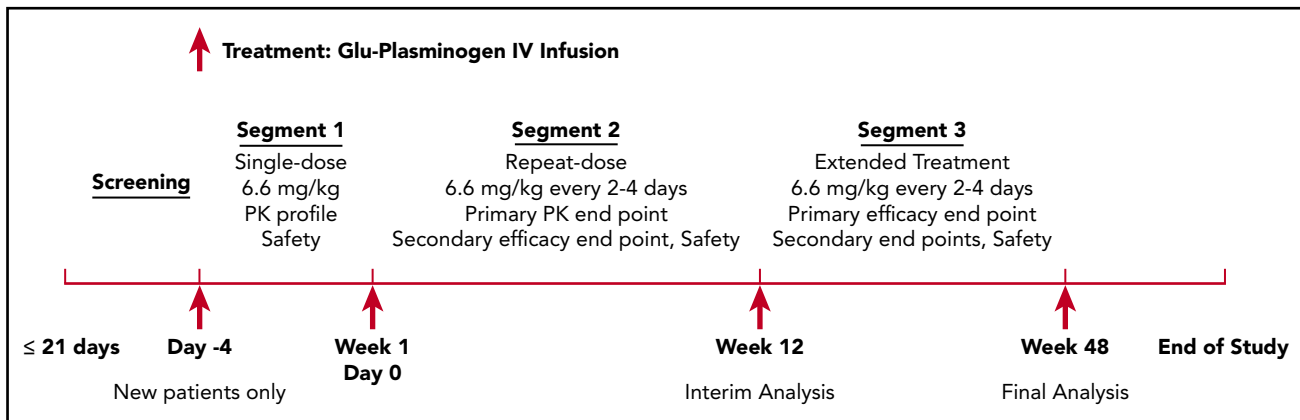 Treatment: Glu-Plasminogen IV Infusion
Screening
Segment 1
Single-dose
6.6 mg/kg
PK profile
Safety
Segment 2
Repeat-dose
6.6 mg/kg every 2-4 days
Primary PK end point
Secondary efficacy end point, Safety
Segment 3
Extended Treatment
6.6 mg/kg every 2-4 days
Primary efficacy end point
Secondary end points, Safety
≤ 21 days
Day -4
New patients only
Week 1
Day 0
Week 12
Interim Analysis
Week 48
Final Analysis
End of Study